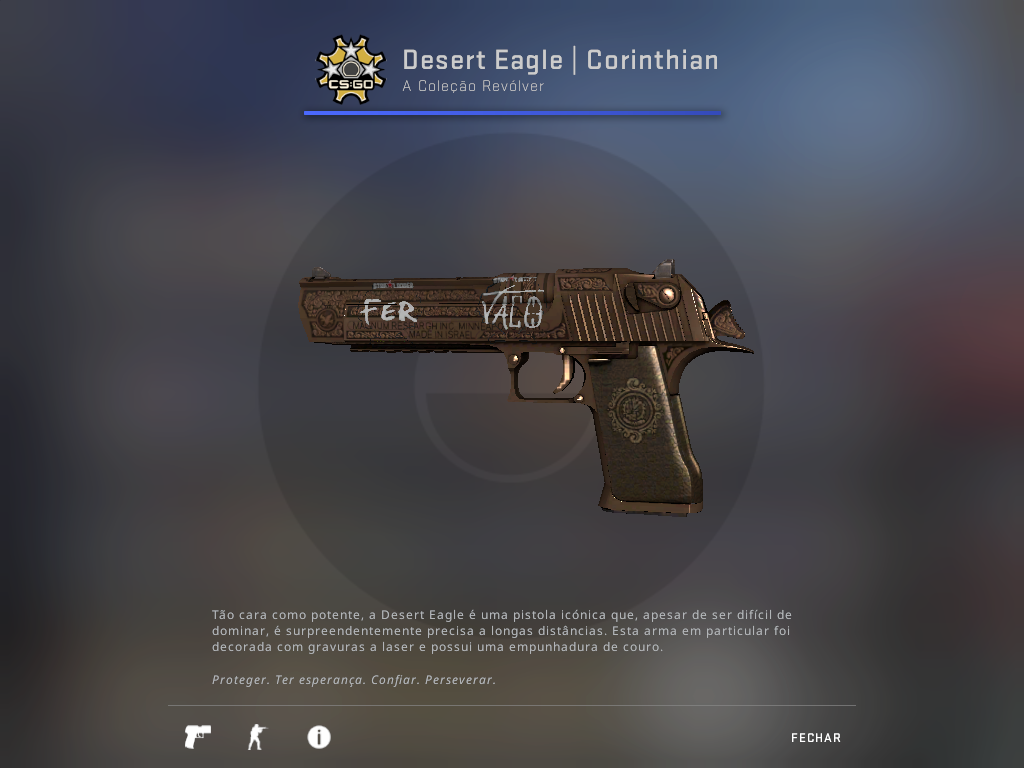 Desert Eagle | Corinthian
A Coleção Revólver
CS:GO
FER
TACO
MAGNUM RESEARCH INC. MINNE
MADE IN ISRAEL
Tão cara como potente, a Desert Eagle é uma pistola icónica que, apesar de ser difícil de
dominar, é surpreendentemente precisa a longas distâncias. Esta arma em particular foi
decorada com gravuras a laser e possui uma empunhadura de couro.
Proteger. Ter esperança. Confiar. Perseverar.
FECHAR